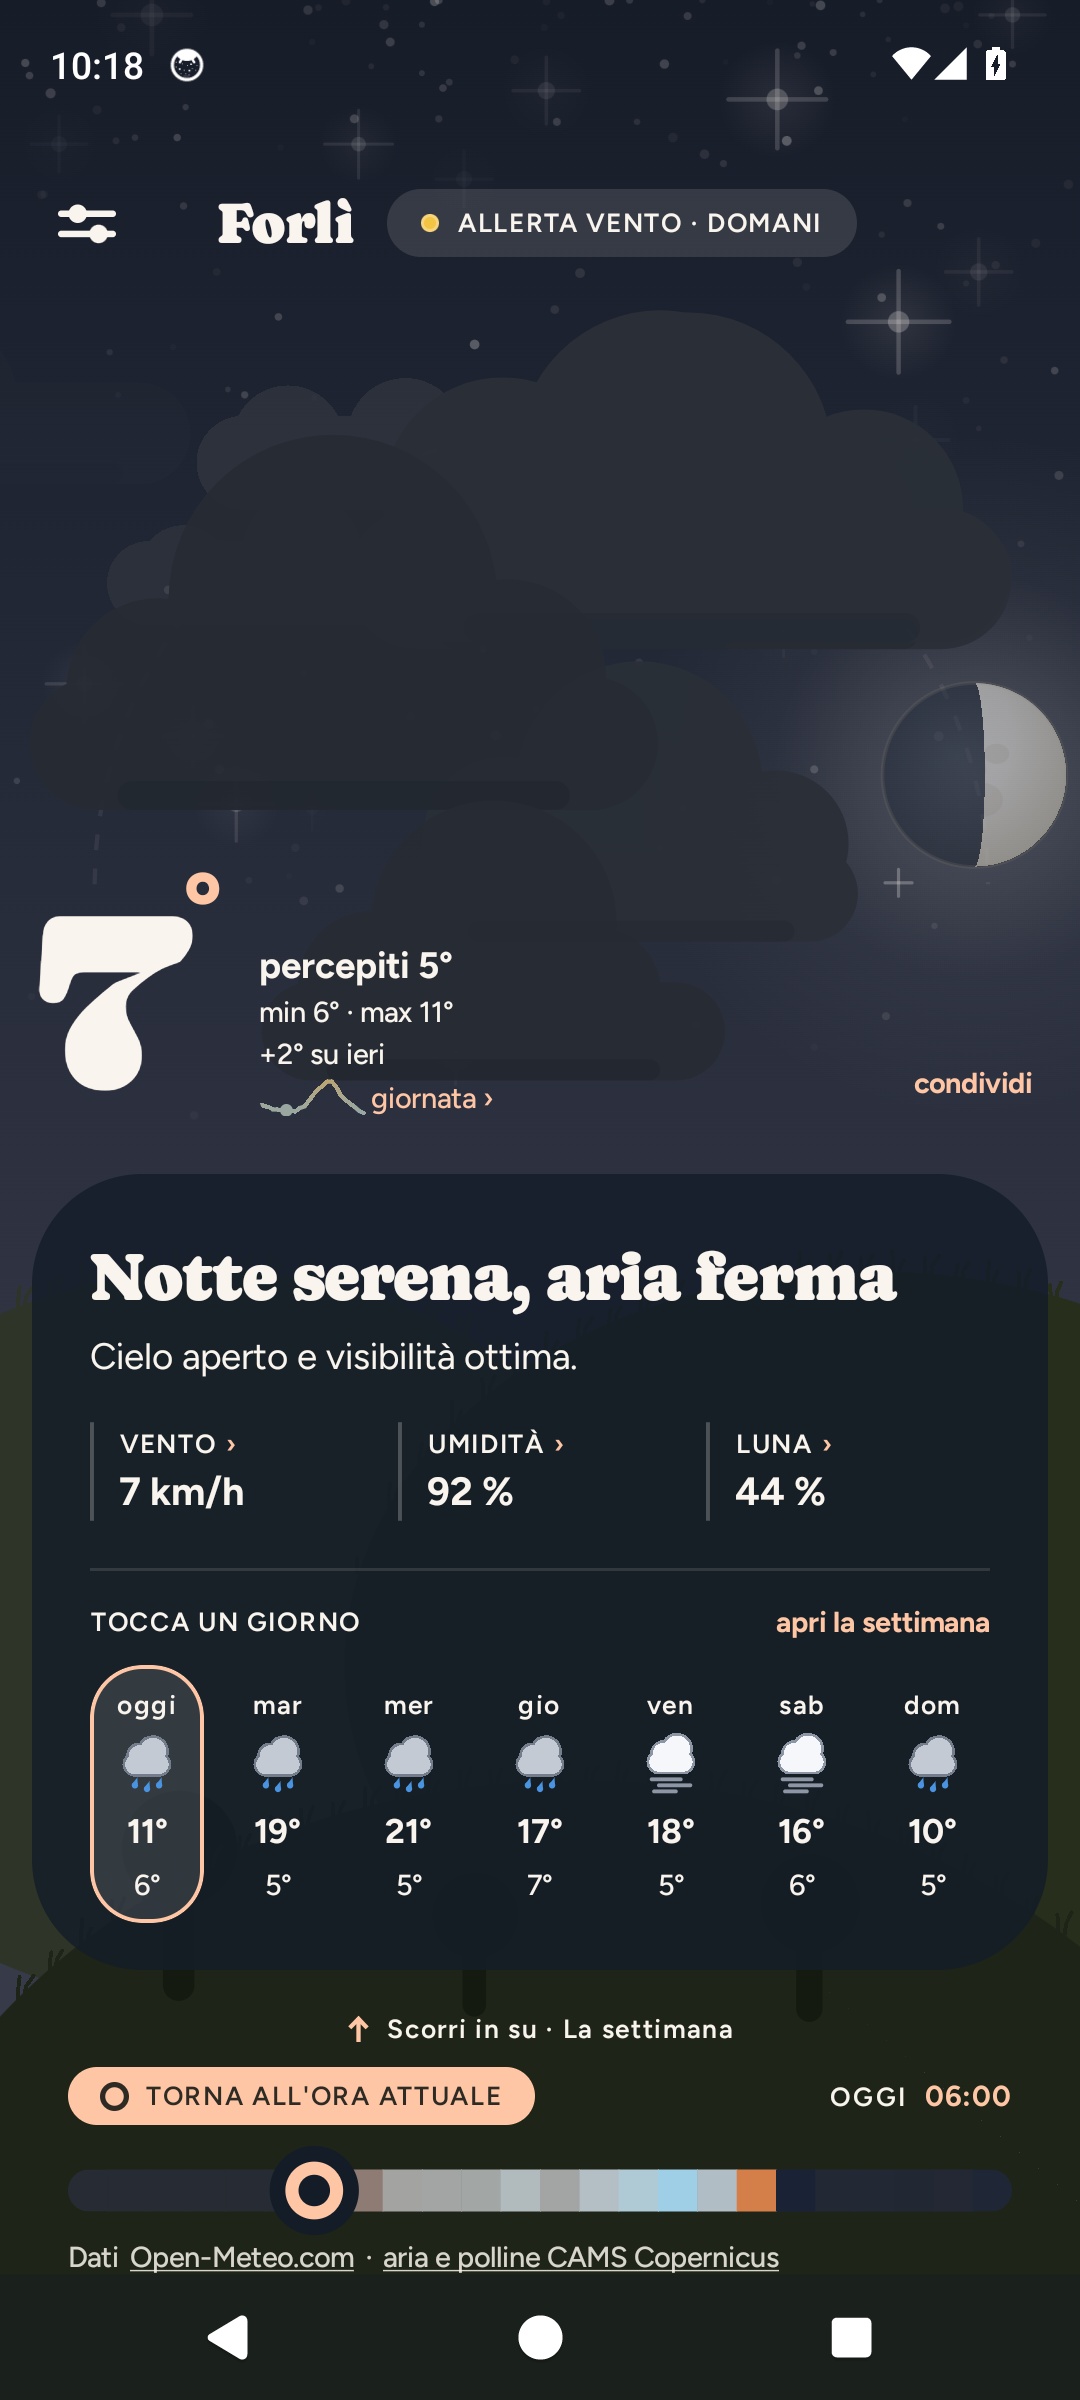 10:18
Forlì
ALLERTA VENTO · DOMANI
7°
percepiti 5°
min 6° · max 11°
+2° su ieri
giornata ›
condividi
Notte serena, aria ferma
Cielo aperto e visibilità ottima.
VENTO › UMIDITÀ › LUNA ›
7 km/h 92 % 44 %
TOCCA UN GIORNO apri la settimana
oggi mar mer gio ven sab dom
11° 19° 21° 17° 18° 16° 10°
6° 5° 5° 7° 5° 6° 5°
↑ Scorri in su · La settimana
TORNA ALL'ORA ATTUALE OGGI 06:00
Dati Open-Meteo.com · aria e polline CAMS Copernicus